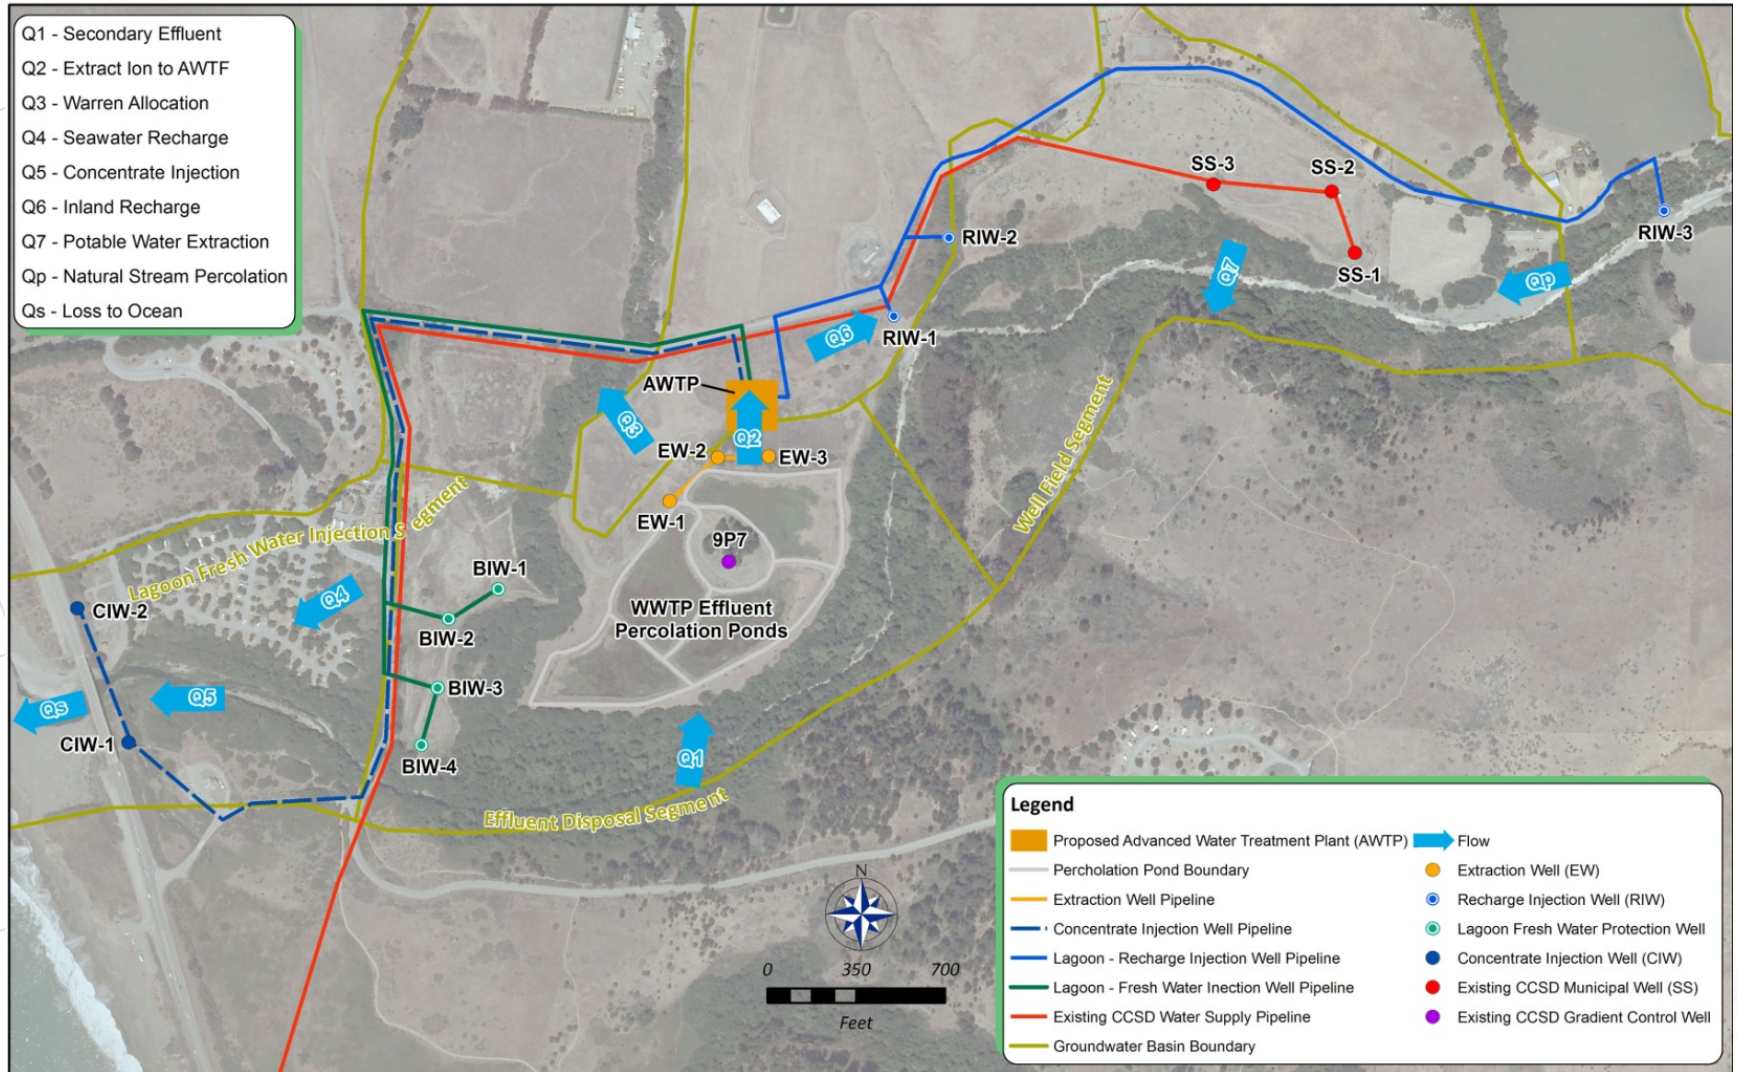 Q1 - Secondary Effluent
Q2 - Extract Ion to AWTF
Q3 - Warren Allocation
Q4 - Seawater Recharge
Q5 - Concentrate Injection
Q6 - Inland Recharge
Q7 - Potable Water Extraction
Qp - Natural Stream Percolation
Qs - Loss to Ocean
SS-3
SS-2
SS-1
RIW-3
RIW-2
RIW-1
Q7
Qp
Q6
AWTP
Q3
Q2
EW-2
EW-3
EW-1
Well Field Segment
Lagoon Fresh Water Injection Segment
9P7
BIW-1
CIW-2
Q4
BIW-2
WWTP Effluent
Percolation Ponds
BIW-3
Q5
Qs
CIW-1
BIW-4
Q1
Effluent Disposal Segment
N
0 350 700
Feet
Legend
Proposed Advanced Water Treatment Plant (AWTP)
Percholation Pond Boundary
Extraction Well Pipeline
Concentrate Injection Well Pipeline
Lagoon - Recharge Injection Well Pipeline
Lagoon - Fresh Water Inection Well Pipeline
Existing CCSD Water Supply Pipeline
Groundwater Basin Boundary
Flow
Extraction Well (EW)
Recharge Injection Well (RIW)
Lagoon Fresh Water Protection Well
Concentrate Injection Well (CIW)
Existing CCSD Municipal Well (SS)
Existing CCSD Gradient Control Well